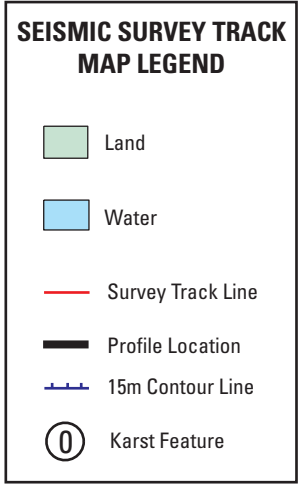 SEISMIC SURVEY TRACK
MAP LEGEND
Land
Water
Survey Track Line
Profile Location
15m Contour Line
0 Karst Feature